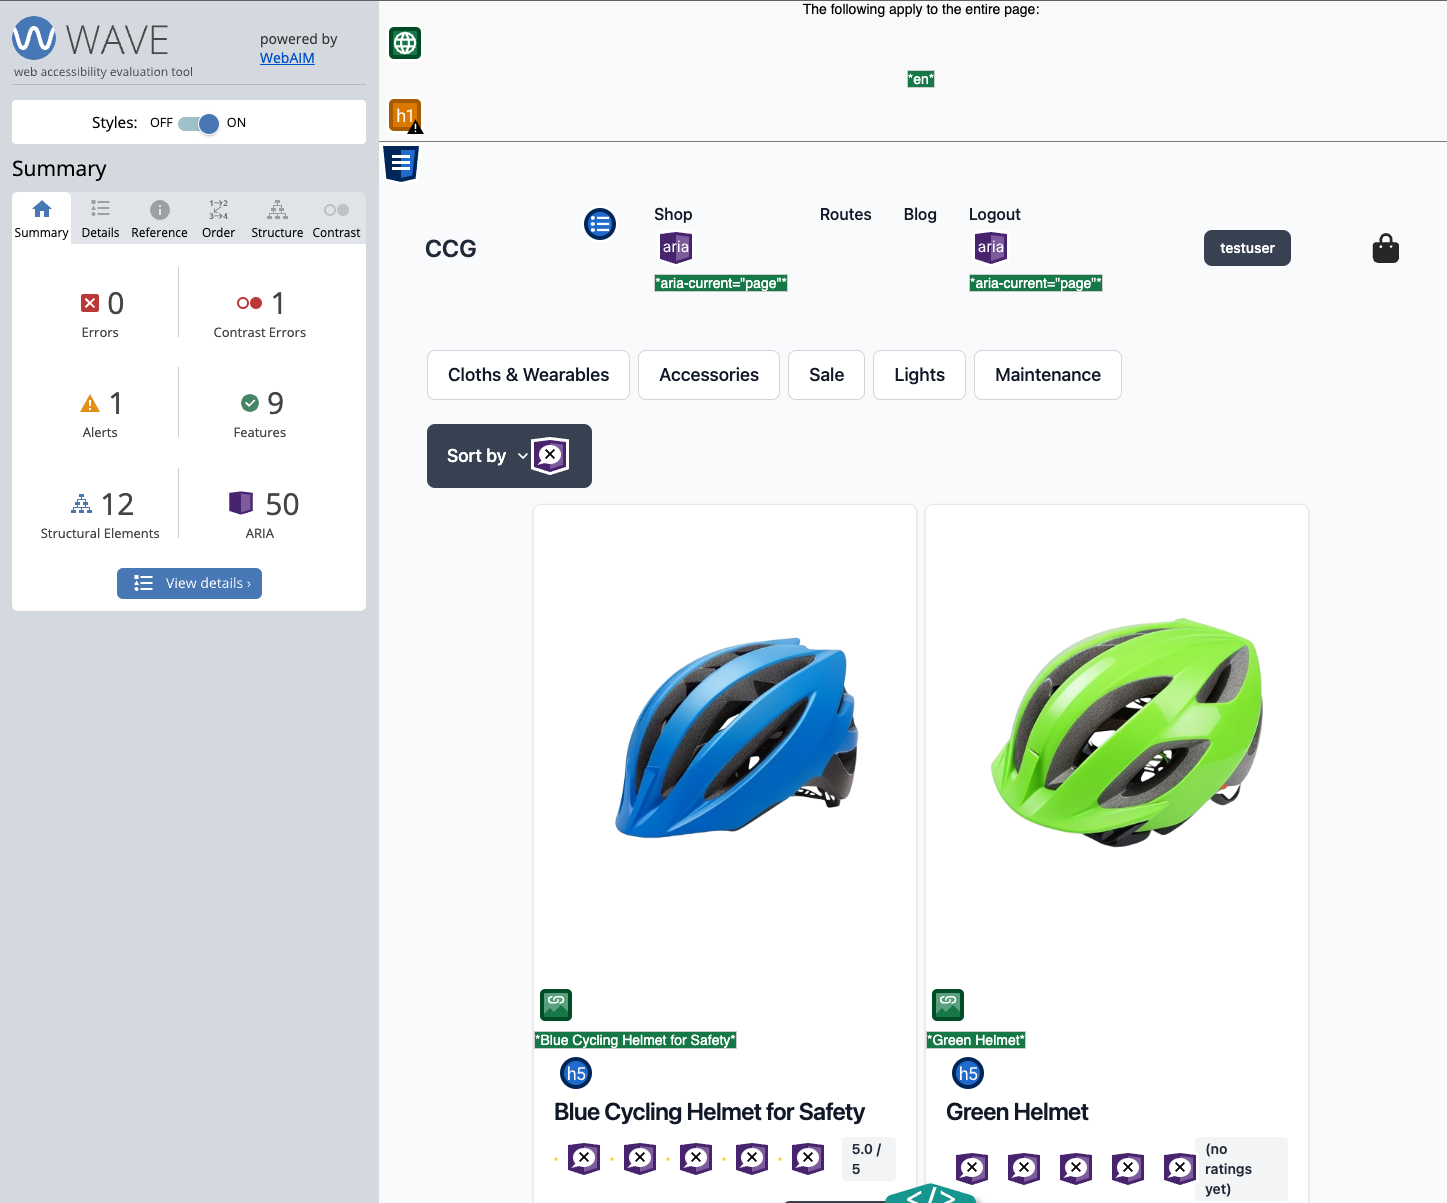 WAVE
web accessibility evaluation tool
powered by
WebAIM
Styles: OFF ON
Summary
Summary Details Reference Order Structure Contrast
0
Errors
1
Contrast Errors
1
Alerts
9
Features
12
Structural Elements
50
ARIA
View details ›
The following apply to the entire page:
*en*
h1
CCG
Shop
aria
*aria-current="page"*
Routes
Blog
Logout
aria
*aria-current="page"*
testuser
Cloths & Wearables
Accessories
Sale
Lights
Maintenance
Sort by
*Blue Cycling Helmet for Safety*
h5
Blue Cycling Helmet for Safety
5.0 /
5
*Green Helmet*
h5
Green Helmet
(no
ratings
yet)